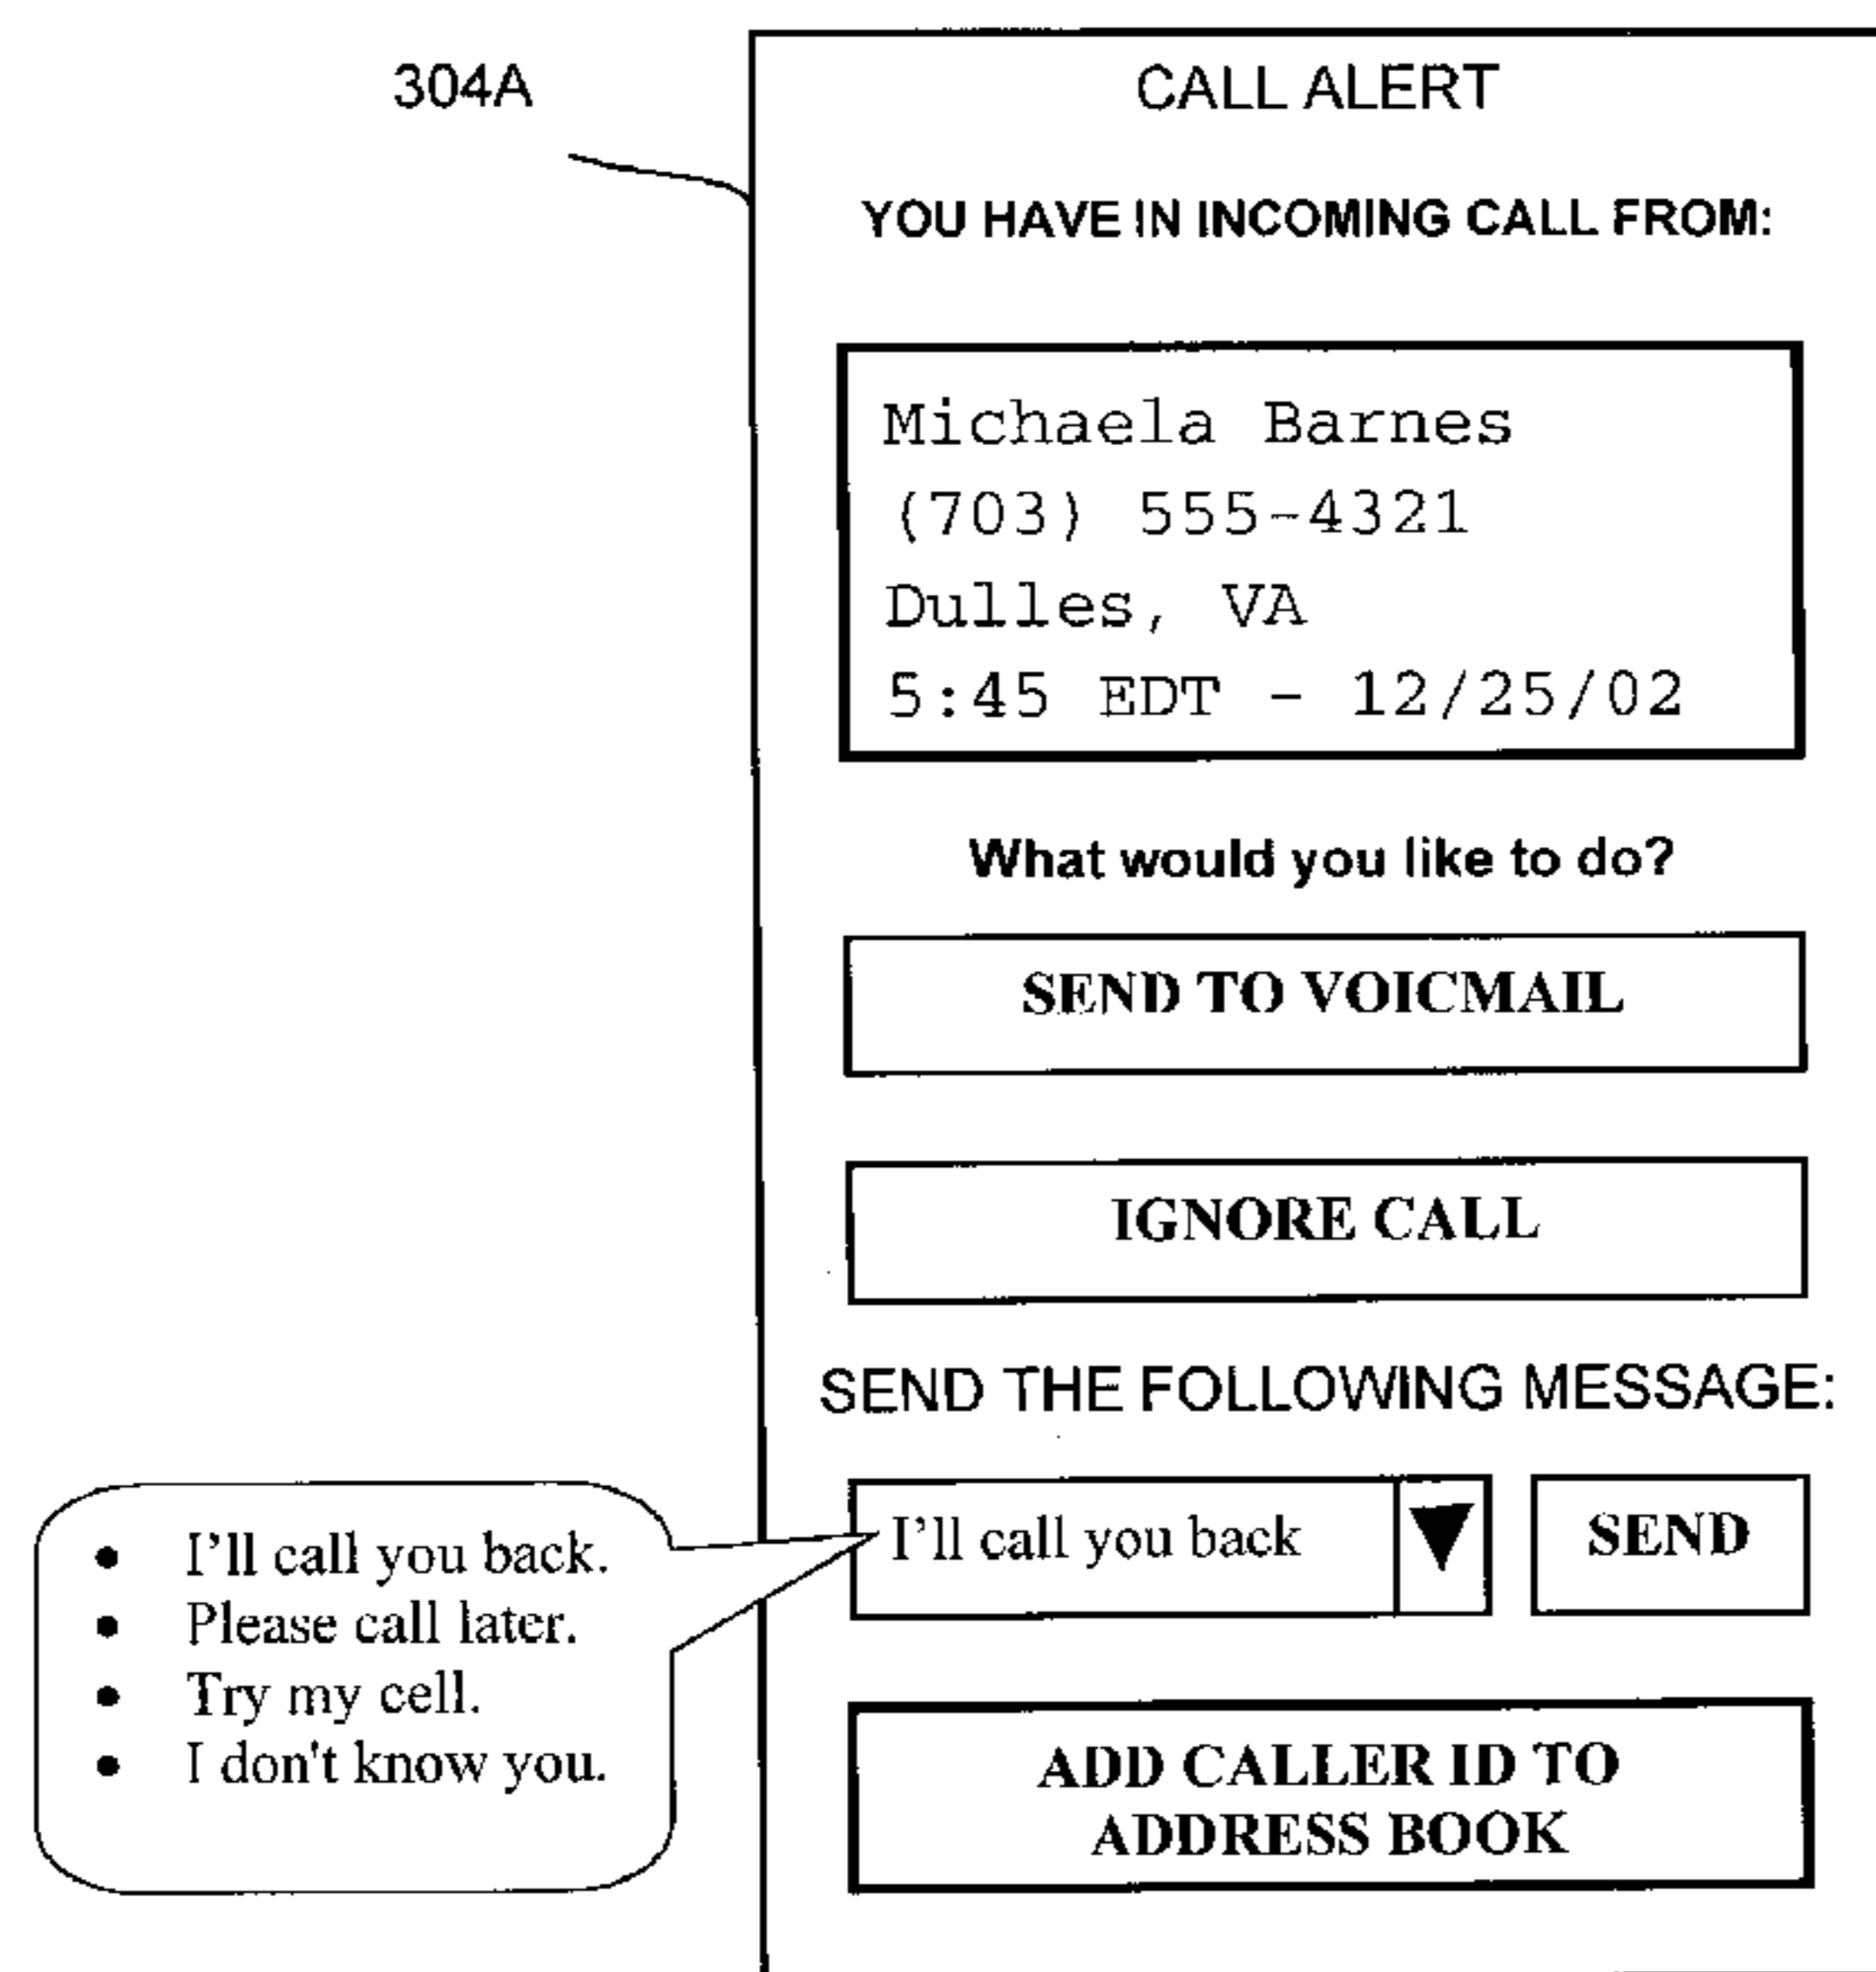 304A
CALL ALERT
YOU HAVE IN INCOMING CALL FROM:
Michaela Barnes
(703) 555-4321
Dulles, VA
5:45 EDT - 12/25/02
What would you like to do?
SEND TO VOICMAIL
IGNORE CALL
SEND THE FOLLOWING MESSAGE:
I'll call you back
SEND
• I'll call you back.
• Please call later.
• Try my cell.
• I don't know you.
ADD CALLER ID TO
ADDRESS BOOK